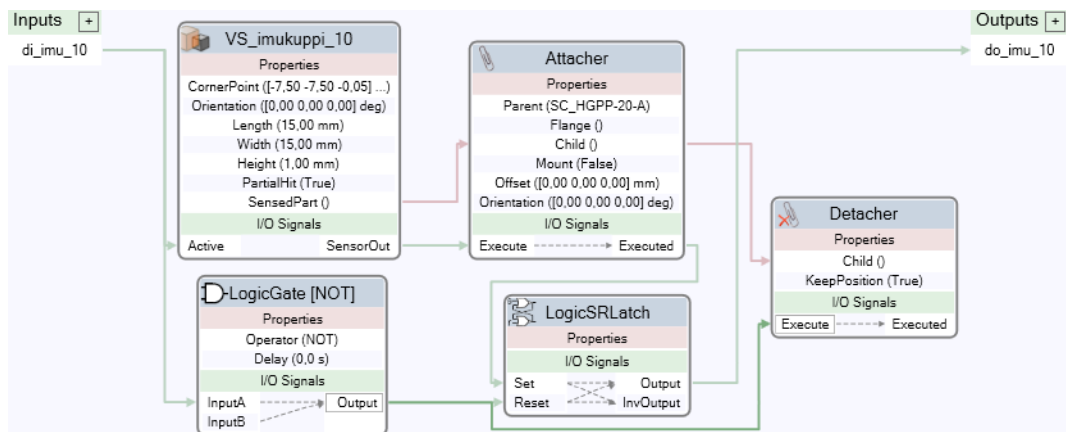 Inputs +
di_imu_10
VS_imukuppi_10
Properties
CornerPoint ([-7,50 -7,50 -0,05] ...)
Orientation ([0,00 0,00 0,00] deg)
Length (15,00 mm)
Width (15,00 mm)
Height (1,00 mm)
PartialHit (True)
SensedPart ()
I/O Signals
Active SensorOut
Attacher
Properties
Parent (SC_HGPP-20-A)
Flange ()
Child ()
Mount (False)
Offset ([0,00 0,00 0,00] mm)
Orientation ([0,00 0,00 0,00] deg)
I/O Signals
Execute Executed
Outputs +
do_imu_10
Detacher
Properties
Child ()
KeepPosition (True)
I/O Signals
Execute Executed
LogicGate [NOT]
Properties
Operator (NOT)
Delay (0,0 s)
I/O Signals
InputA Output
InputB
LogicSRLatch
Properties
I/O Signals
Set Output
Reset InvOutput